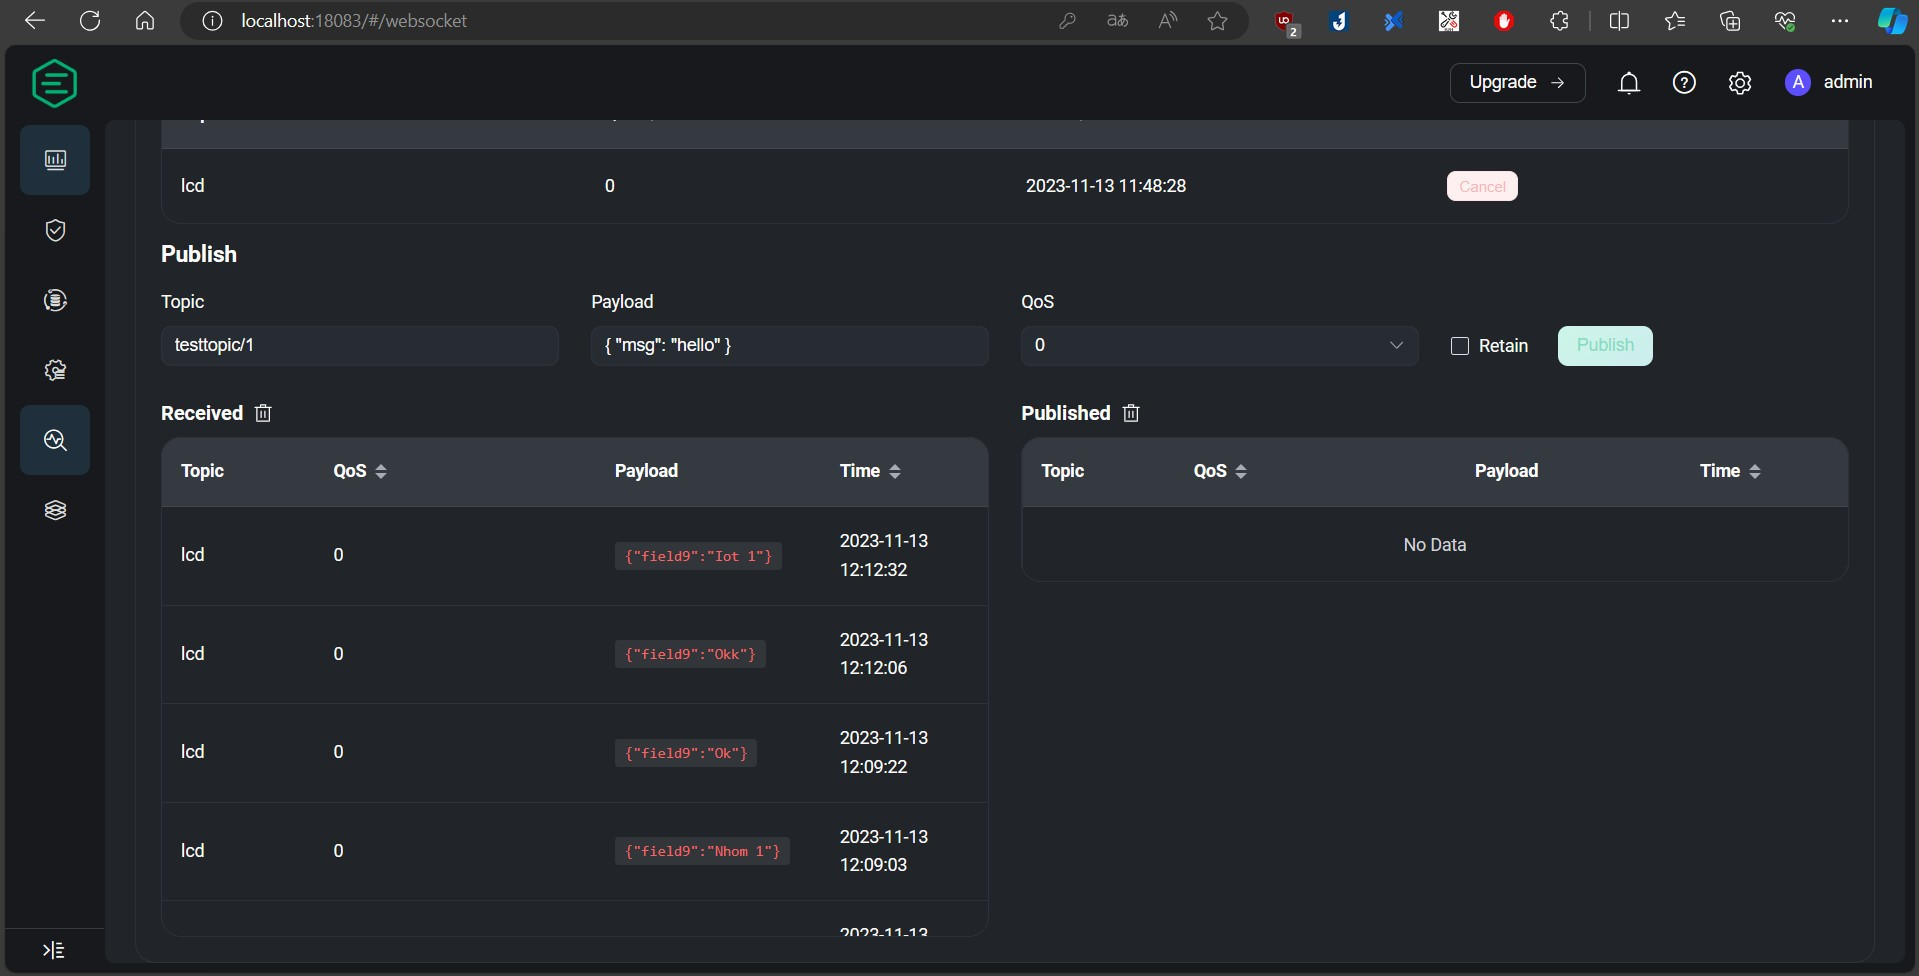 localhost:18083/#/websocket
2
Upgrade →
A admin
lcd 0 2023-11-13 11:48:28 Cancel
Publish
Topic Payload QoS
testtopic/1 { "msg": "hello" } 0 Retain Publish
Received
Topic QoS Payload Time
lcd 0 {"field9":"Iot 1"} 2023-11-13
12:12:32
lcd 0 {"field9":"Okk"} 2023-11-13
12:12:06
lcd 0 {"field9":"Ok"} 2023-11-13
12:09:22
lcd 0 {"field9":"Nhom 1"} 2023-11-13
12:09:03
2023-11-13
Published
Topic QoS Payload Time
No Data